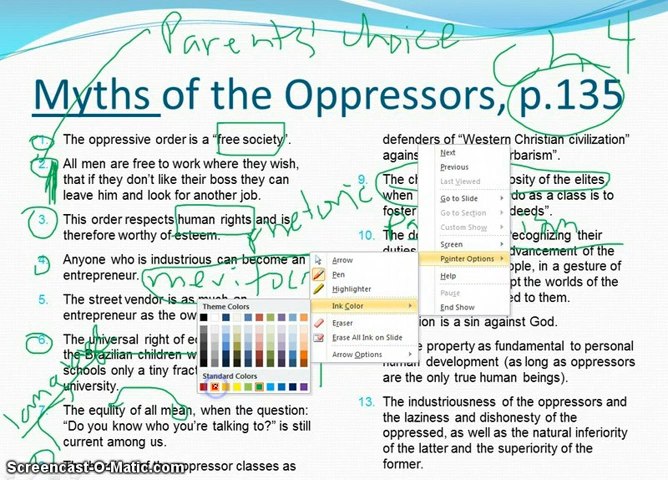 Parents' choice
Ch 4
Myths of the Oppressors, p.135
1. The oppressive order is a "free society".
2. All men are free to work where they wish,
that if they don't like their boss they can
leave him and look for another job.
3. This order respects human rights and is
therefore worthy of esteem.
rhetoric
4. Anyone who is industrious can become an
entrepreneur.
5. The street vendor is as much an
entrepreneur as the ow
6. The universal right of ed
the Brazilian children w
schools only a tiny fract
university.
The equlity of all men, when the question:
"Do you know who you're talking to?" is still
current among us.
the oppressor classes as
defenders of "Western Christian civilization"
against
rbarism".
9. The ch
osity of the elites
when
do as a class is to
foster
deeds".
10. The do
recognizing their
duties
dvancement of the
ople, in a gesture of
pt the worlds of the
d to them.
ion is a sin against God.
e property as fundamental to personal
human development (as long as oppressors
are the only true human beings).
13. The industriousness of the oppressors and
the laziness and dishonesty of the
oppressed, as well as the natural inferiority
of the latter and the superiority of the
former.
Next
Previous
Last Viewed
Go to Slide
Go to Section
Custom Show
Screen
Pointer Options
Help
Pause
End Show
Arrow
Pen
Highlighter
Ink Color
Eraser
Erase All Ink on Slide
Arrow Options
Theme Colors
Standard Colors
Screencast-O-Matic.com